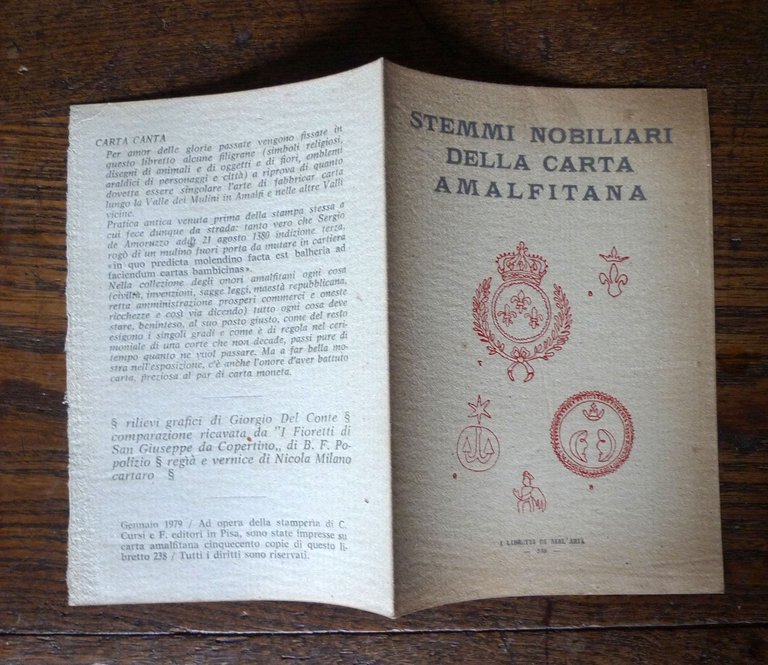 CARTA CANTA
Per amor delle glorie passate vengono fissate in
questo libretto alcune filigrane (simboli religiosi,
disegni di animali e di oggetti e di fiori, emblemi
araldici di personaggi e città) a riprova di quanto
dovette essere singolare l'arte di fabbricar carta
lungo la Valle dei Mulini in Amalfi e nelle altre Valli
vicine.
Pratica antica venuta prima della stampa stessa a
cui fece dunque da strada: tanto vero che Sergio
de Amoruzzo addì 21 agosto 1380 indizione terza,
rogò di un mulino fuori porta da mutare in cartiera
«in quo predicta molendino facta est balheria ad
faciendum cartas bambicinas».
Nella collezione degli onori amalfitani ogni cosa
(civiltà, invenzioni, sagge leggi, maestà repubblicana,
retta amministrazione prosperi commerci e oneste
ricchezze e così via dicendo) tutto ogni cosa deve
stare, beninteso, al suo posto giusto, come del resto
esigono i singoli gradi e come è di regola nel ceri-
moniale di una corte che non decade, passi pure di
tempo quanto ne vuol passare. Ma a far bella mo-
stra nell'esposizione, c'è anche l'onore d'aver battuto
carta, preziosa al par di carta moneta.
§ rilievi grafici di Giorgio Del Conte §
comparazione ricavata da "I Fioretti di
San Giuseppe da Copertino,, di B. F. Po-
polizio § regìa e vernice di Nicola Milano
cartaro §
Gennaio 1979 / Ad opera della stamperia di C.
Cursi e F. editori in Pisa, sono state impresse su
carta amalfitana cinquecento copie di questo li-
bretto 238 / Tutti i diritti sono riservati.
STEMMI NOBILIARI
DELLA CARTA
AMALFITANA
I LIBRETTI DI MAL'ARIA
— 238 —